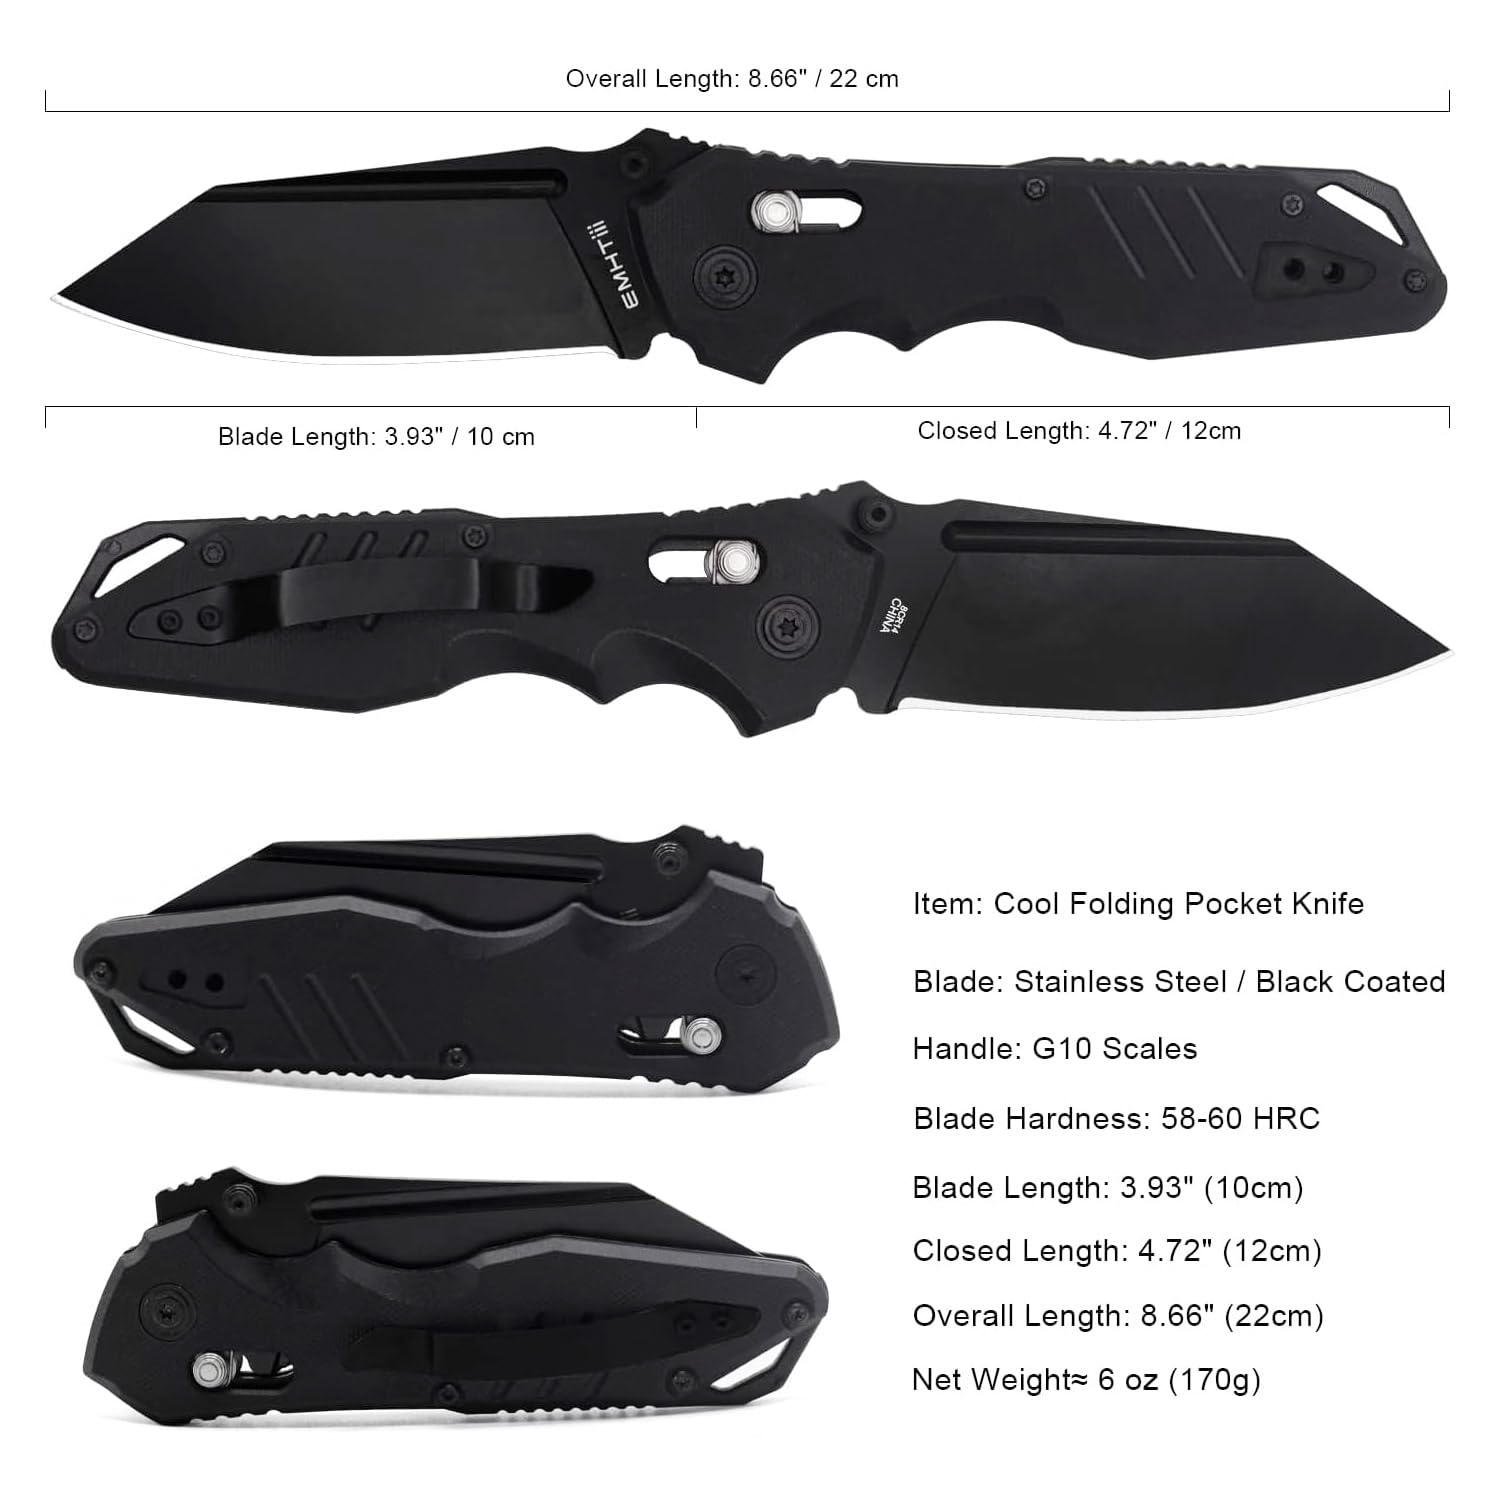 Overall Length: 8.66" / 22 cm
EMHTiii
Blade Length: 3.93" / 10 cm
Closed Length: 4.72" / 12cm
8CR14
CHINA
Item: Cool Folding Pocket Knife
Blade: Stainless Steel / Black Coated
Handle: G10 Scales
Blade Hardness: 58-60 HRC
Blade Length: 3.93" (10cm)
Closed Length: 4.72" (12cm)
Overall Length: 8.66" (22cm)
Net Weight≈ 6 oz (170g)